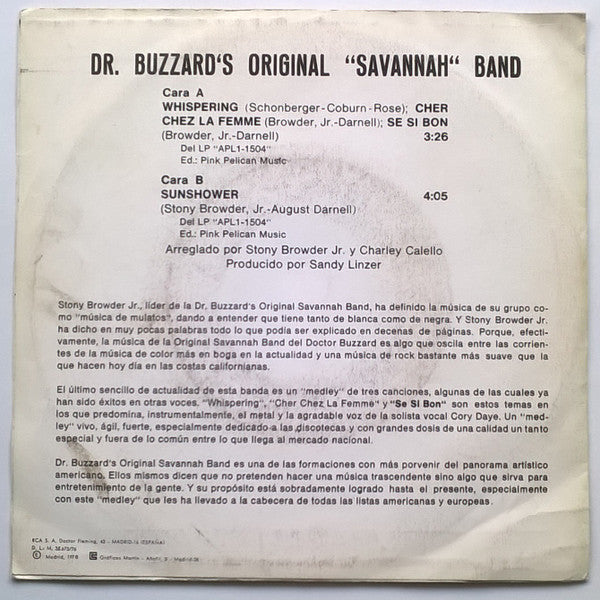 DR. BUZZARD'S ORIGINAL "SAVANNAH" BAND
Cara A
WHISPERING (Schonberger-Coburn-Rose); CHER
CHEZ LA FEMME (Browder, Jr.-Darnell); SE SI BON
(Browder, Jr.-Darnell) 3:26
Del LP "APL1-1504"
Ed.: Pink Pelican Music
Cara B
SUNSHOWER 4:05
(Stony Browder, Jr.-August Darnell)
Del LP "APL1-1504"
Ed.: Pink Pelican Music
Arreglado por Stony Browder Jr. y Charley Calello
Producido por Sandy Linzer
Stony Browder Jr., líder de la Dr. Buzzard's Original Savannah Band, ha definido la música de su grupo co-
mo "música de mulatos", dando a entender que tiene tanto de blanca como de negra. Y Stony Browder Jr.
ha dicho en muy pocas palabras todo lo que podía ser explicado en decenas de páginas. Porque, efecti-
vamente, la música de la Original Savannah Band del Doctor Buzzard es algo que oscila entre las corrien-
tes de la música de color más en boga en la actualidad y una música de rock bastante más suave que la
que hacen hoy día en las costas californianas.
El último sencillo de actualidad de esta banda es un "medley" de tres canciones, algunas de las cuales ya
han sido éxitos en otras voces. "Whispering", "Cher Chez La Femme" y "Se Si Bon" son estos temas en
los que predomina, instrumentalmente, el metal y la agradable voz de la solista vocal Cory Daye. Un "med-
ley" vivo, ágil, fuerte, especialmente dedicado a las discotecas y con grandes dosis de una calidad un tanto
especial y fuera de lo común entre lo que llega al mercado nacional.
Dr. Buzzard's Original Savannah Band es una de las formaciones con más porvenir del panorama artístico
americano. Ellos mismos dicen que no pretenden hacer una música trascendente sino algo que sirva para
entretenimiento de la gente. Y su propósito está sobradamente logrado hasta el presente, especialmente
con este "medley" que les ha llevado a la cabecera de todas las listas americanas y europeas.
RCA S. A. Doctor Fleming, 43 - MADRID-16 (ESPAÑA)
D. L.: M. 38.675/76
Madrid, 1976 Gráficas Martín -